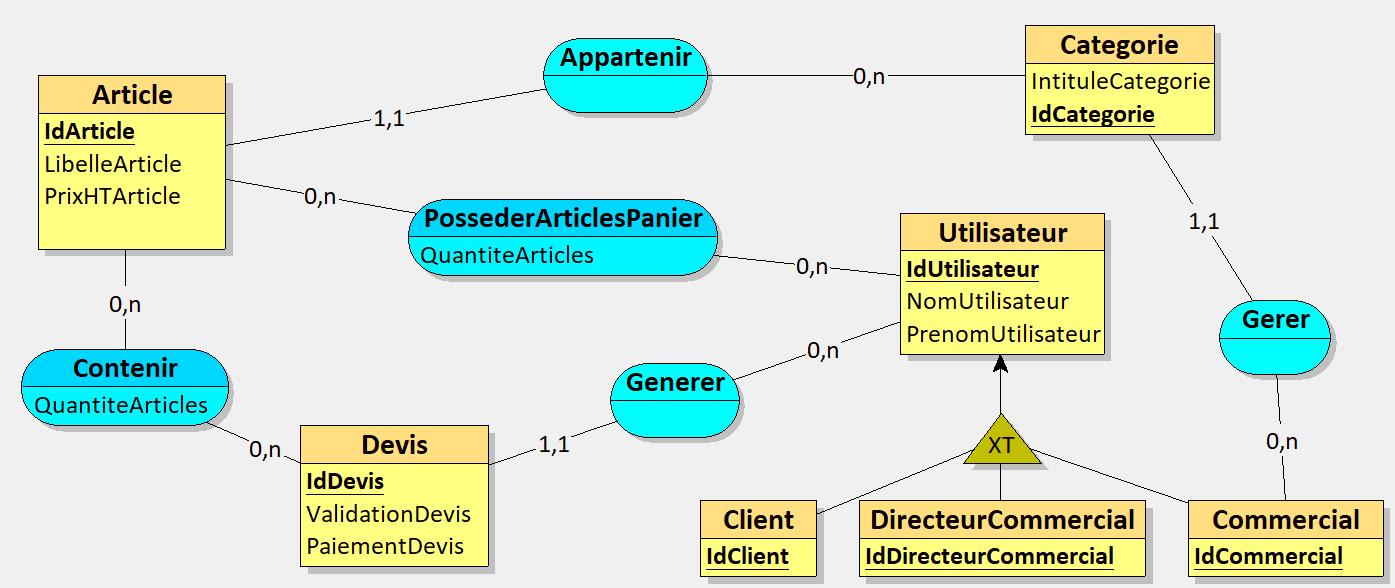 Appartenir
Categorie
IntituleCategorie
IdCategorie
0,n
1,1
Article
IdArticle
LibelleArticle
PrixHTArticle
0,n
PossederArticlesPanier
QuantiteArticles
0,n
Utilisateur
IdUtilisateur
NomUtilisateur
PrenomUtilisateur
1,1
Gerer
0,n
0,n
Contenir
QuantiteArticles
0,n
Generer
0,n
1,1
Devis
IdDevis
ValidationDevis
PaiementDevis
XT
Client
IdClient
DirecteurCommercial
IdDirecteurCommercial
Commercial
IdCommercial